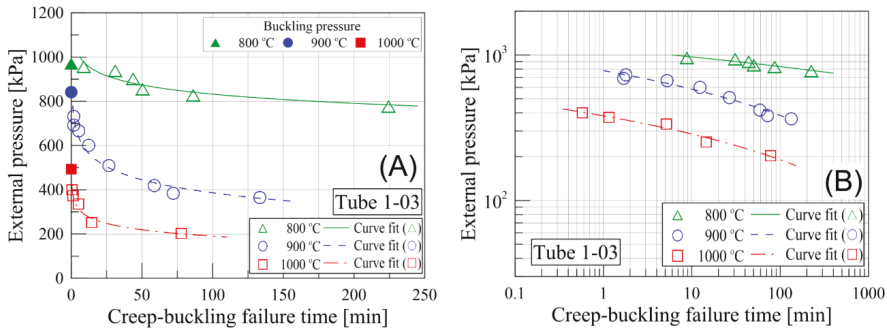 Buckling pressure
800 °C 900 °C 1000 °C
External pressure [kPa]
1200
1000
800
600
400
200
0
(A)
Tube 1-03
800 °C Curve fit ( )
900 °C Curve fit ( )
1000 °C Curve fit ( )
0 50 100 150 200 250
Creep-buckling failure time [min]
External pressure [kPa]
10³
10²
(B)
800 °C Curve fit ( )
900 °C Curve fit ( )
1000 °C Curve fit ( )
Tube 1-03
0.1 1 10 100 1000
Creep-buckling failure time [min]